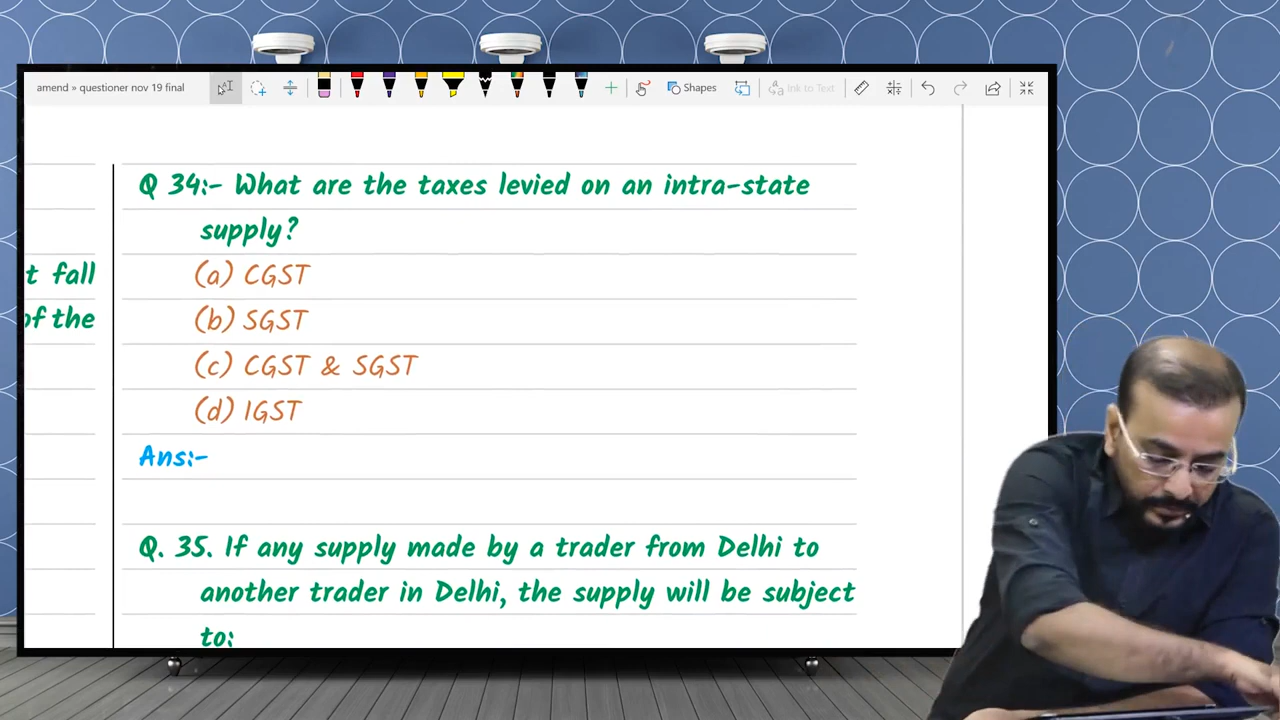 amend » questioner nov 19 final
Shapes
Ink to Text
Q 34:- What are the taxes levied on an intra-state
supply?
t fall
(a) CGST
of the
(b) SGST
(c) CGST & SGST
(d) IGST
Ans:-
Q. 35. If any supply made by a trader from Delhi to
another trader in Delhi, the supply will be subject
to: